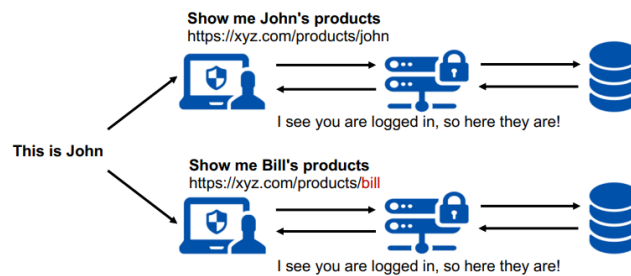 Show me John's products
https://xyz.com/products/john
I see you are logged in, so here they are!
This is John
Show me Bill's products
https://xyz.com/products/bill
I see you are logged in, so here they are!